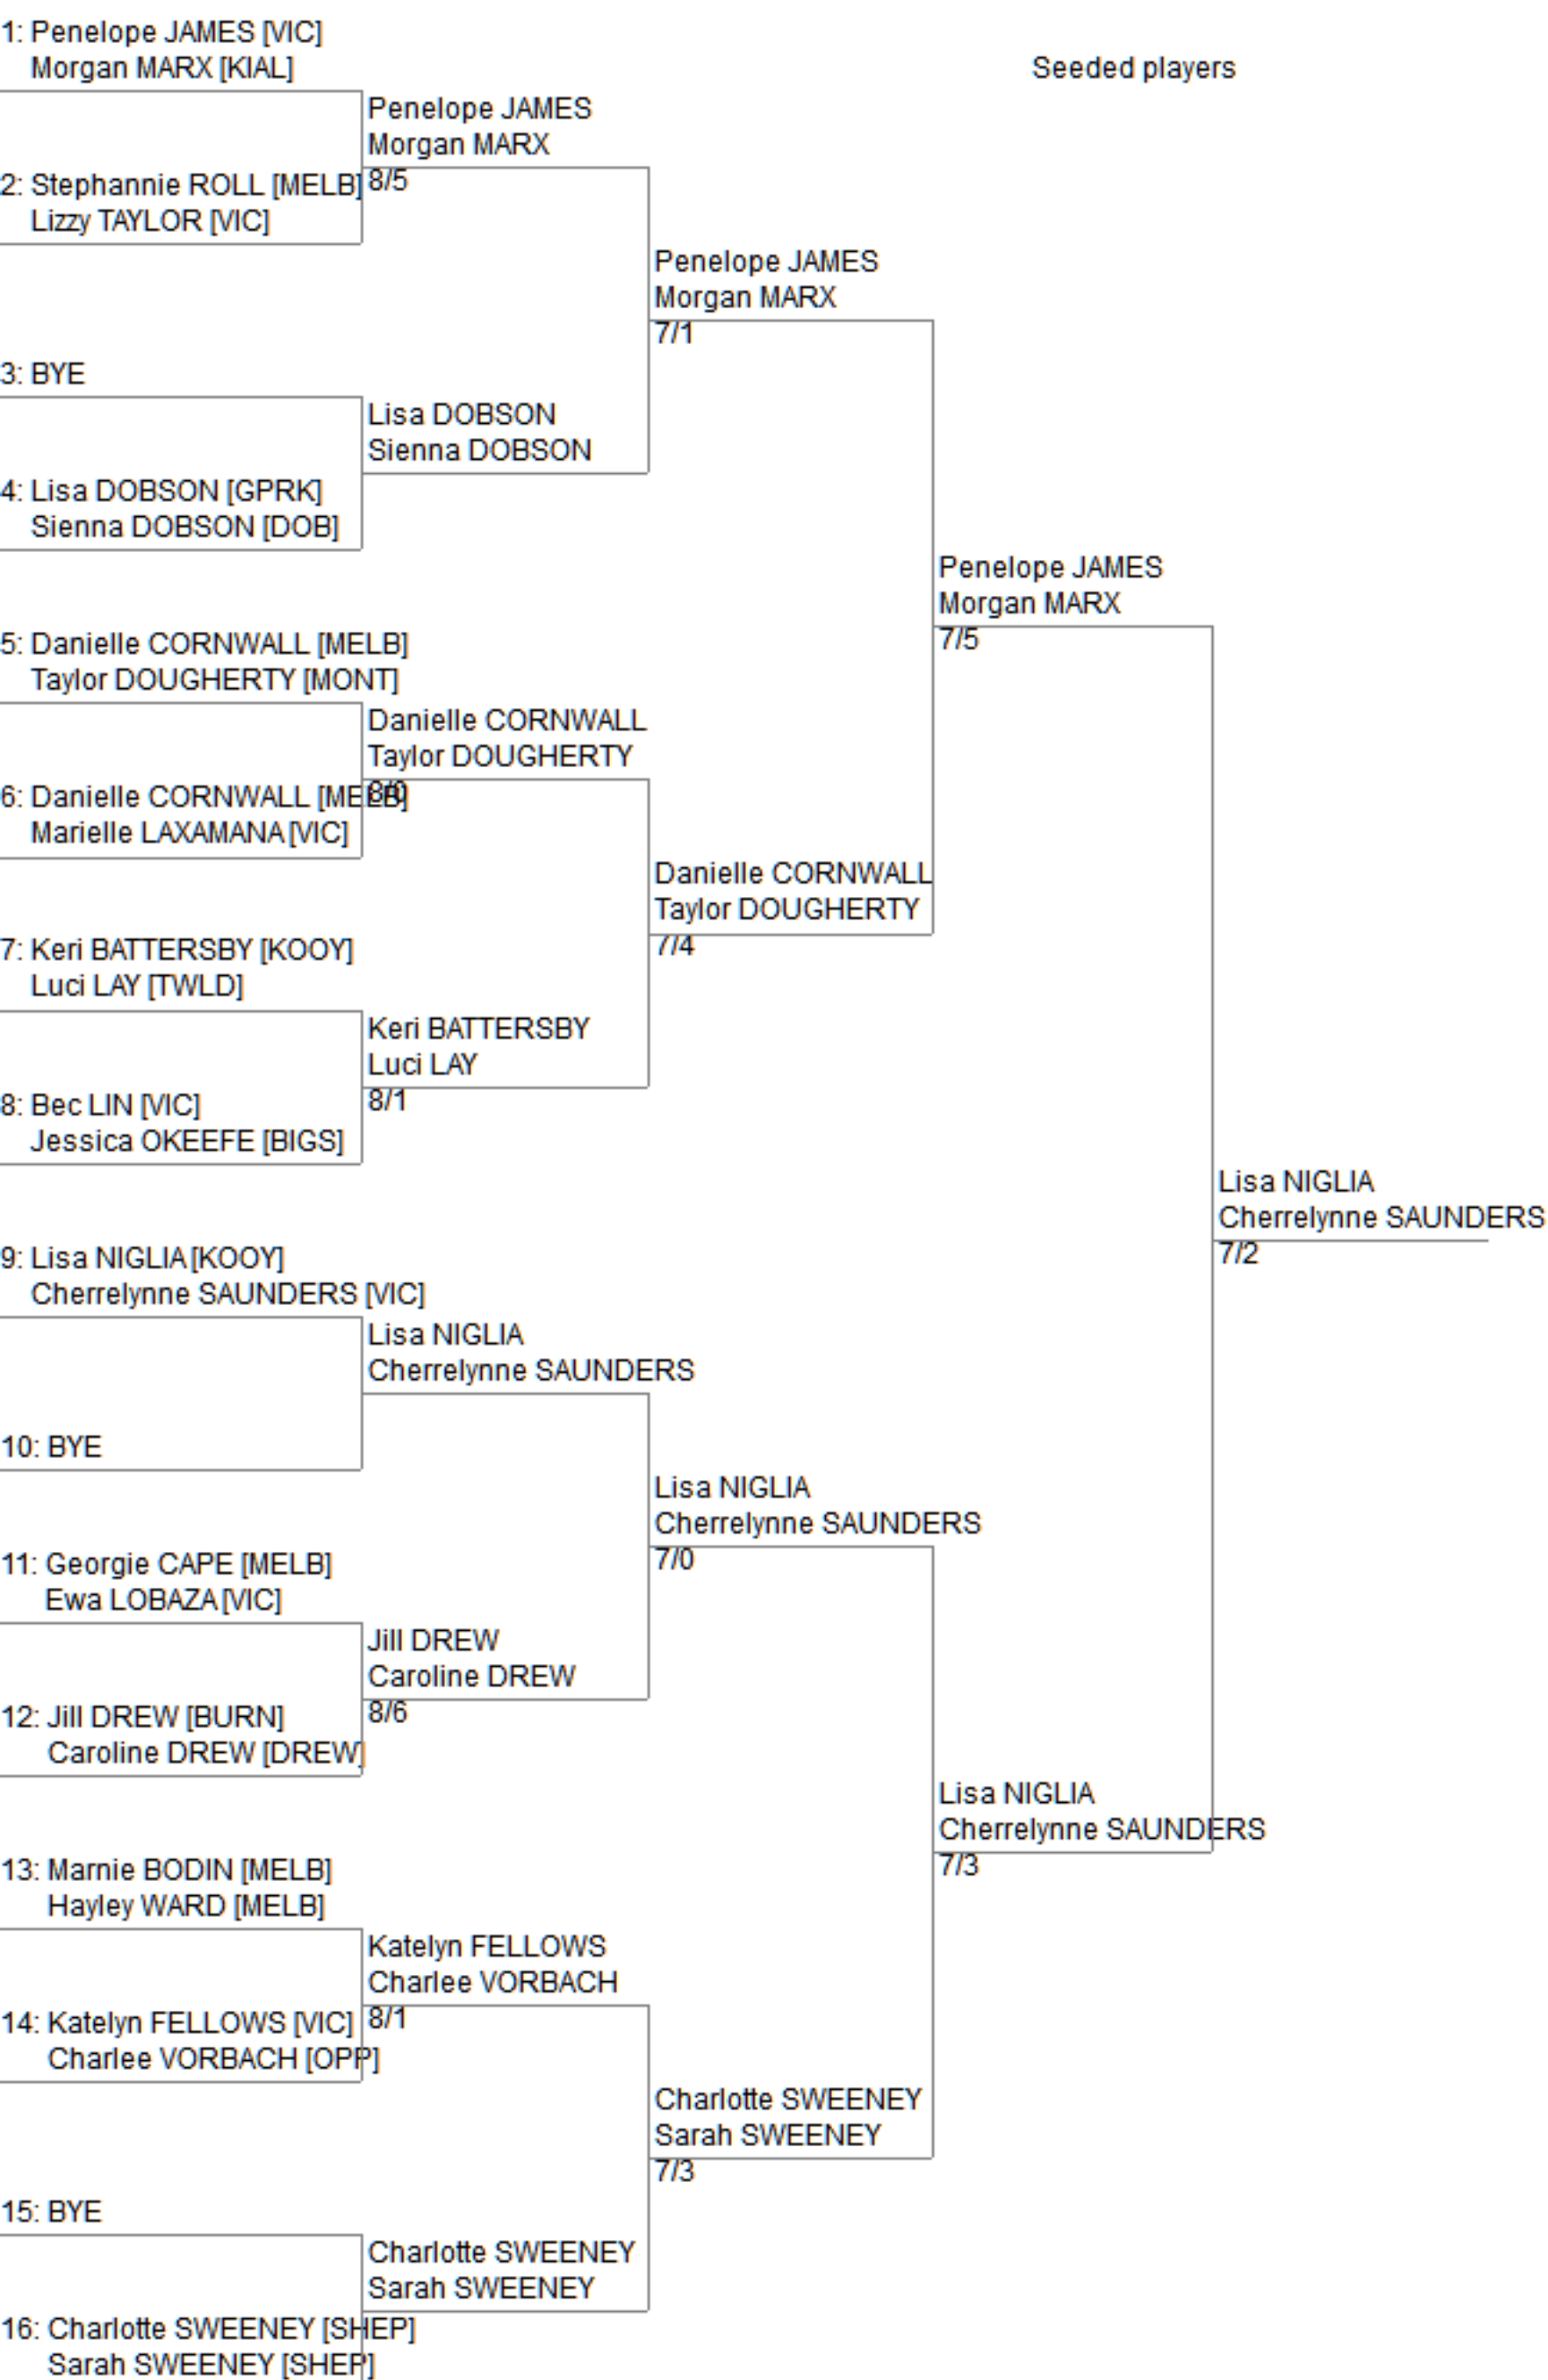 1: Penelope JAMES [VIC]
Morgan MARX [KIAL]
Seeded players
Penelope JAMES
Morgan MARX
8/5
2: Stephannie ROLL [MELB]
Lizzy TAYLOR [VIC]
Penelope JAMES
Morgan MARX
7/1
3: BYE
Lisa DOBSON
Sienna DOBSON
4: Lisa DOBSON [GPRK]
Sienna DOBSON [DOB]
Penelope JAMES
Morgan MARX
7/5
5: Danielle CORNWALL [MELB]
Taylor DOUGHERTY [MONT]
Danielle CORNWALL
Taylor DOUGHERTY
6: Danielle CORNWALL [MELB]
Marielle LAXAMANA [VIC]
Danielle CORNWALL
Taylor DOUGHERTY
7/4
7: Keri BATTERSBY [KOOY]
Luci LAY [TWLD]
Keri BATTERSBY
Luci LAY
8/1
8: Bec LIN [VIC]
Jessica OKEEFE [BIGS]
Lisa NIGLIA
Cherrelynne SAUNDERS
7/2
9: Lisa NIGLIA [KOOY]
Cherrelynne SAUNDERS [VIC]
Lisa NIGLIA
Cherrelynne SAUNDERS
10: BYE
Lisa NIGLIA
Cherrelynne SAUNDERS
7/0
11: Georgie CAPE [MELB]
Ewa LOBAZA [VIC]
Jill DREW
Caroline DREW
8/6
12: Jill DREW [BURN]
Caroline DREW [DREW]
Lisa NIGLIA
Cherrelynne SAUNDERS
7/3
13: Marnie BODIN [MELB]
Hayley WARD [MELB]
Katelyn FELLOWS
Charlee VORBACH
8/1
14: Katelyn FELLOWS [VIC]
Charlee VORBACH [OPP]
Charlotte SWEENEY
Sarah SWEENEY
7/3
15: BYE
Charlotte SWEENEY
Sarah SWEENEY
16: Charlotte SWEENEY [SHEP]
Sarah SWEENEY [SHEP]